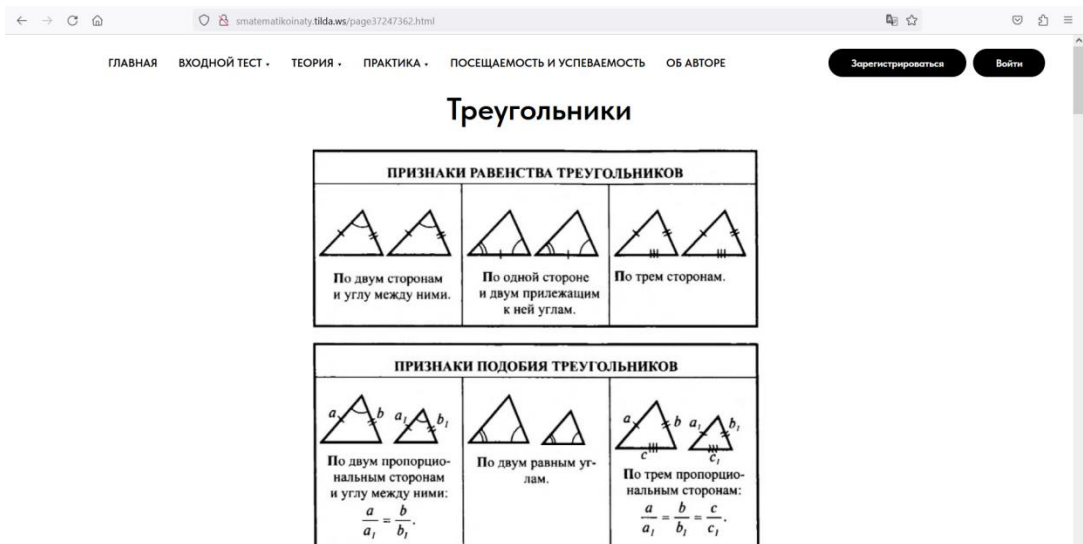 smatematikoinaty.tilda.ws/page37247362.html
ГЛАВНАЯ ВХОДНОЙ ТЕСТ ТЕОРИЯ ПРАКТИКА ПОСЕЩАЕМОСТЬ И УСПЕВАЕМОСТЬ ОБ АВТОРЕ Зарегистрироваться Войти
Треугольники
ПРИЗНАКИ РАВЕНСТВА ТРЕУГОЛЬНИКОВ
По двум сторонам
и углу между ними.
По одной стороне
и двум прилежащим
к ней углам.
По трем сторонам.
ПРИЗНАКИ ПОДОБИЯ ТРЕУГОЛЬНИКОВ
a b a₁ b₁
По двум пропорцио-
нальным сторонам
и углу между ними:
a/a₁ = b/b₁.
По двум равным уг-
лам.
a b a₁ b₁
c c₁
По трем пропорцио-
нальным сторонам:
a/a₁ = b/b₁ = c/c₁.